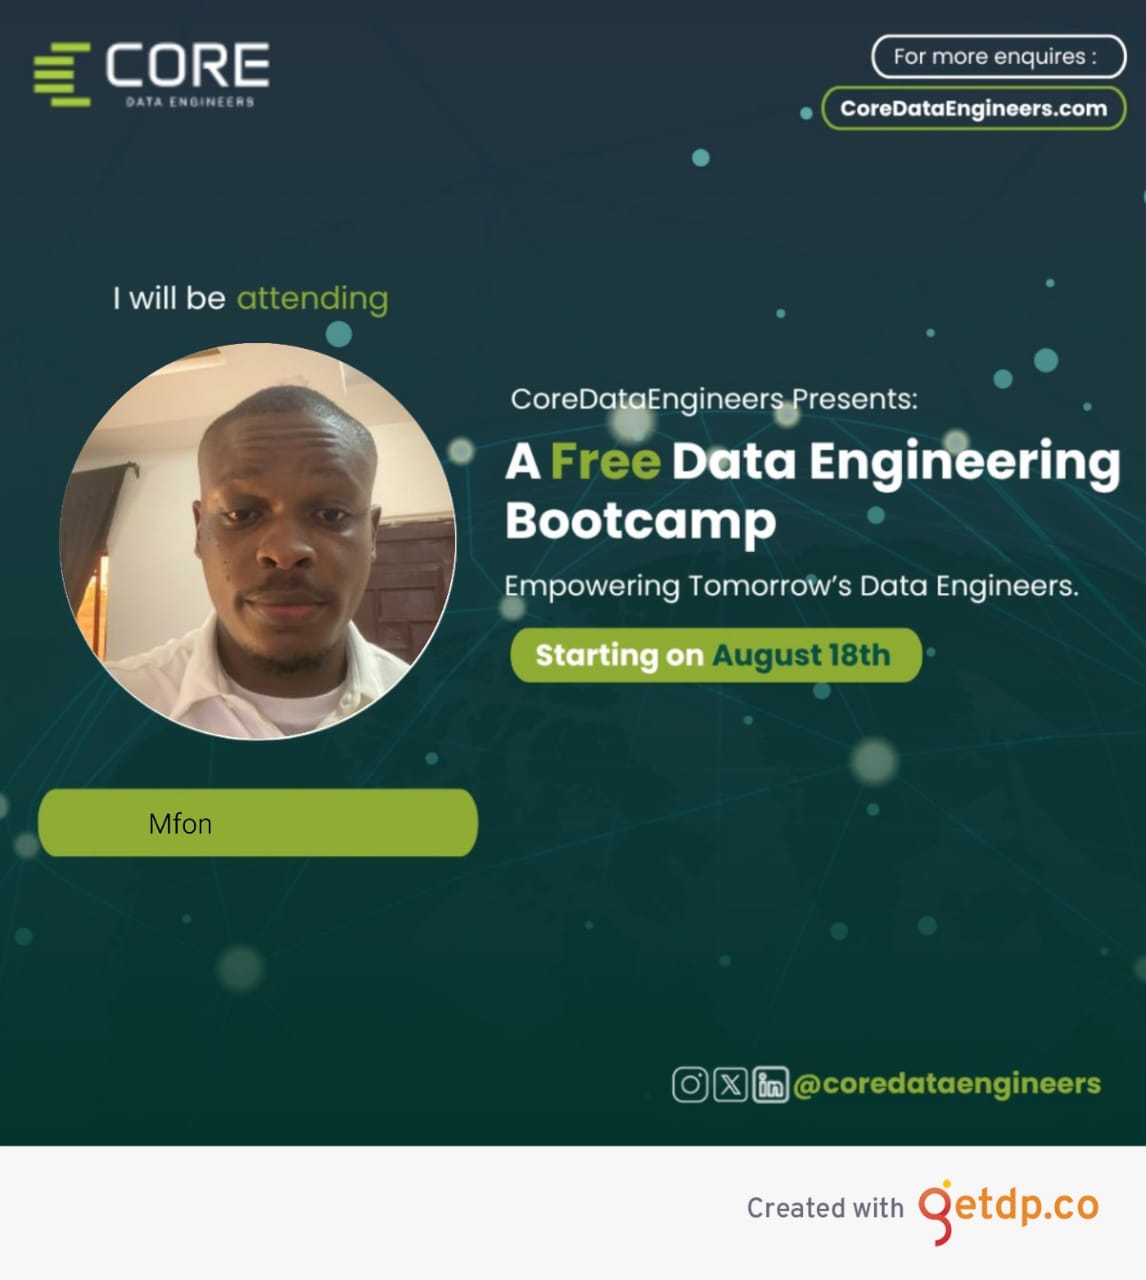 CORE
DATA ENGINEERS
For more enquires :
CoreDataEngineers.com
I will be attending
CoreDataEngineers Presents:
A Free Data Engineering
Bootcamp
Empowering Tomorrow's Data Engineers.
Starting on August 18th
Mfon
@coredataengineers
Created with getdp.co